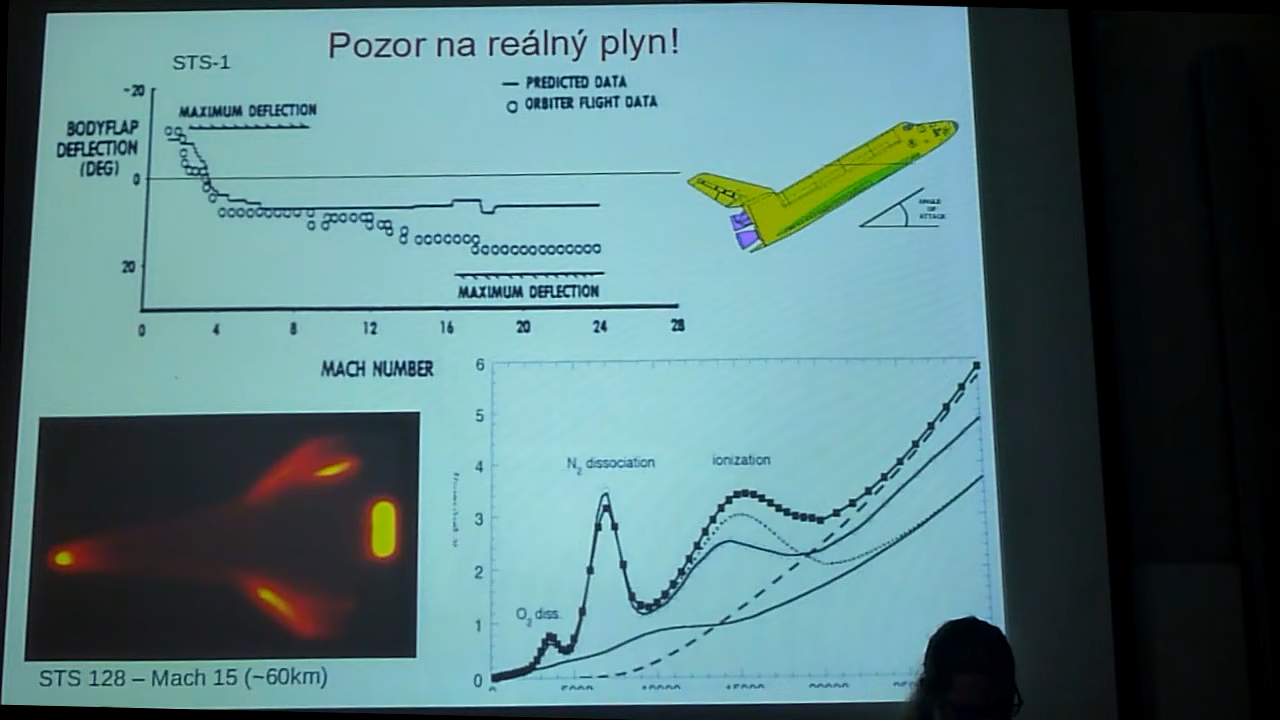 Pozor na reálný plyn!
STS-1
— PREDICTED DATA
○ ORBITER FLIGHT DATA
-20
MAXIMUM DEFLECTION
BODYFLAP
DEFLECTION
(DEG)
0
20
MAXIMUM DEFLECTION
0 4 8 12 16 20 24 28
MACH NUMBER
ANGLE
OF
ATTACK
6
5
4
3
2
1
0
N2 dissociation
ionization
O2 diss.
STS 128 – Mach 15 (~60km)